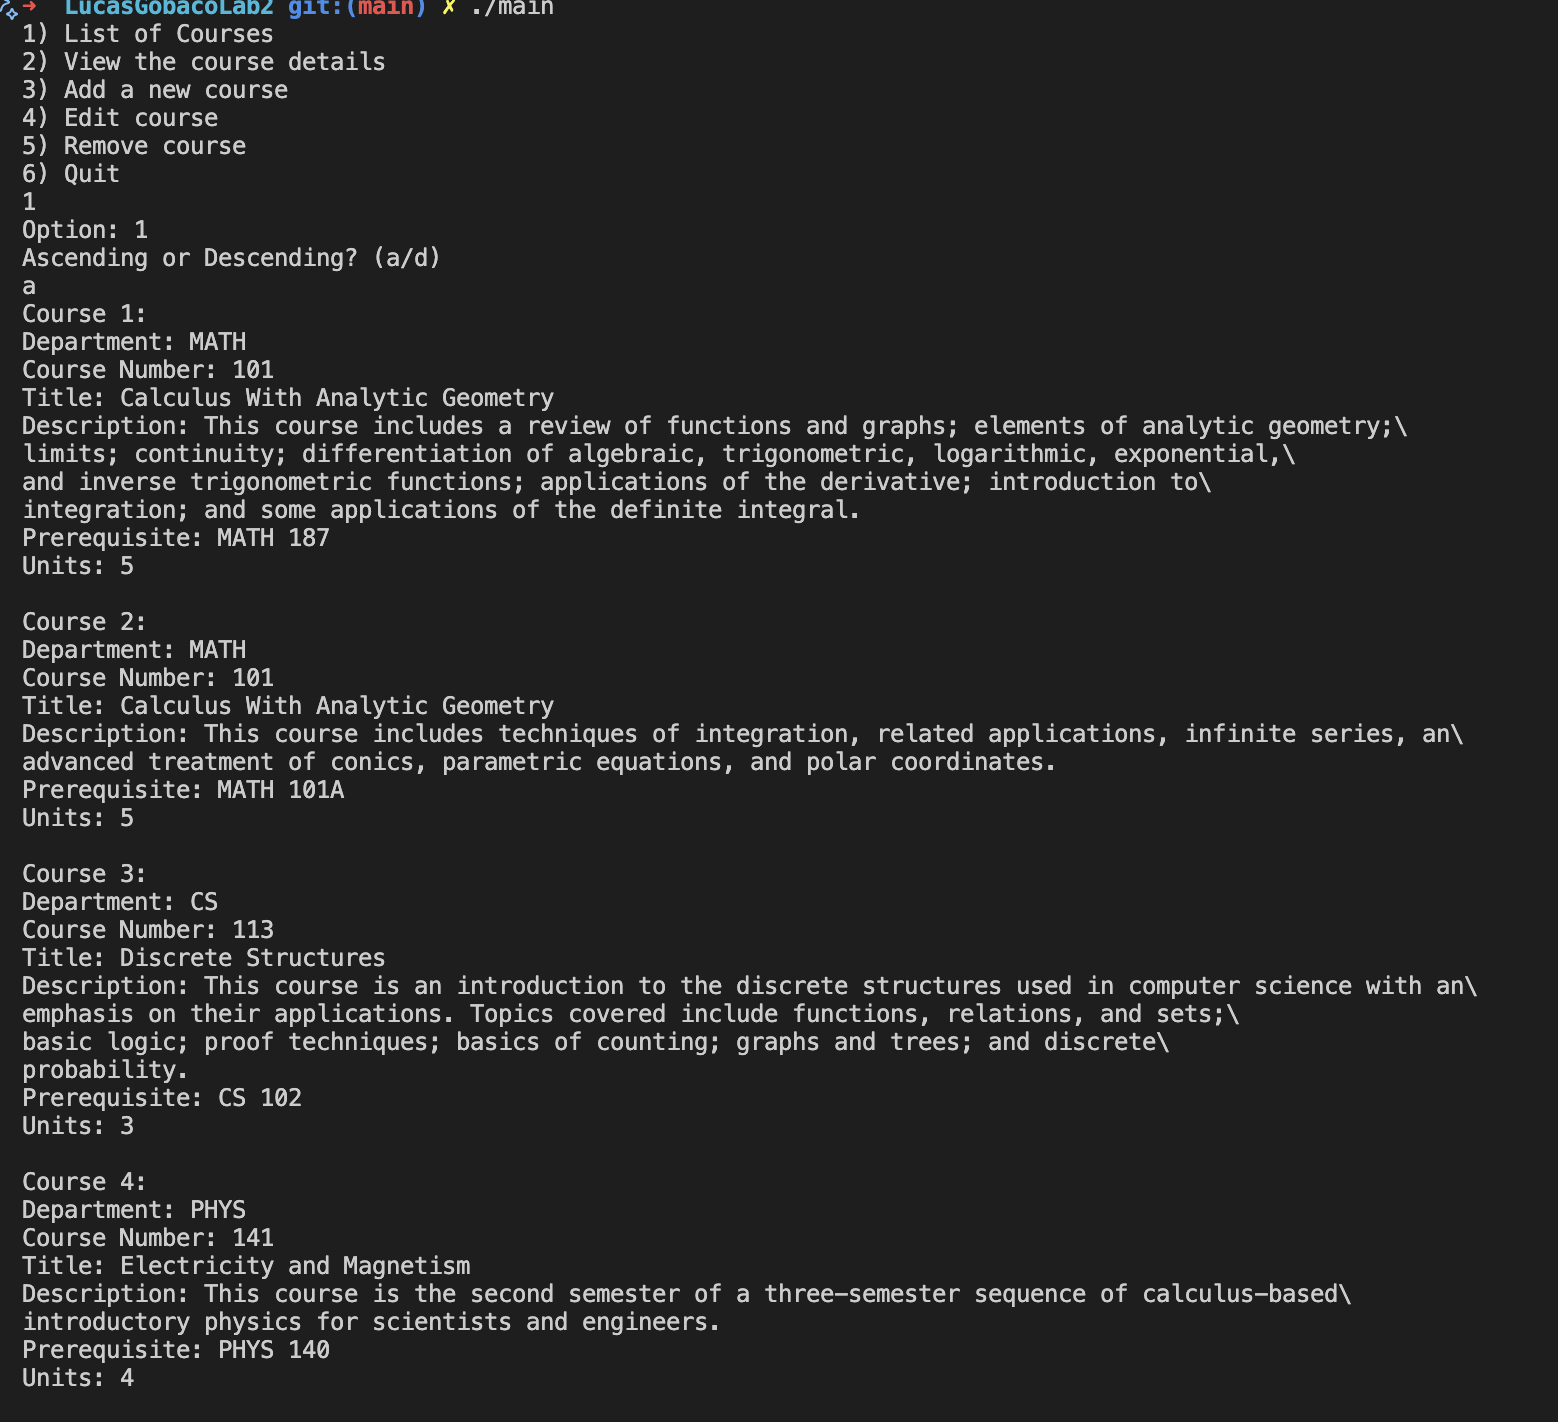 ➜ LucasGobacoLab2 git:(main) ✗ ./main
1) List of Courses
2) View the course details
3) Add a new course
4) Edit course
5) Remove course
6) Quit
1
Option: 1
Ascending or Descending? (a/d)
a
Course 1:
Department: MATH
Course Number: 101
Title: Calculus With Analytic Geometry
Description: This course includes a review of functions and graphs; elements of analytic geometry;\
limits; continuity; differentiation of algebraic, trigonometric, logarithmic, exponential,\
and inverse trigonometric functions; applications of the derivative; introduction to\
integration; and some applications of the definite integral.
Prerequisite: MATH 187
Units: 5
Course 2:
Department: MATH
Course Number: 101
Title: Calculus With Analytic Geometry
Description: This course includes techniques of integration, related applications, infinite series, an\
advanced treatment of conics, parametric equations, and polar coordinates.
Prerequisite: MATH 101A
Units: 5
Course 3:
Department: CS
Course Number: 113
Title: Discrete Structures
Description: This course is an introduction to the discrete structures used in computer science with an\
emphasis on their applications. Topics covered include functions, relations, and sets;\
basic logic; proof techniques; basics of counting; graphs and trees; and discrete\
probability.
Prerequisite: CS 102
Units: 3
Course 4:
Department: PHYS
Course Number: 141
Title: Electricity and Magnetism
Description: This course is the second semester of a three-semester sequence of calculus-based\
introductory physics for scientists and engineers.
Prerequisite: PHYS 140
Units: 4